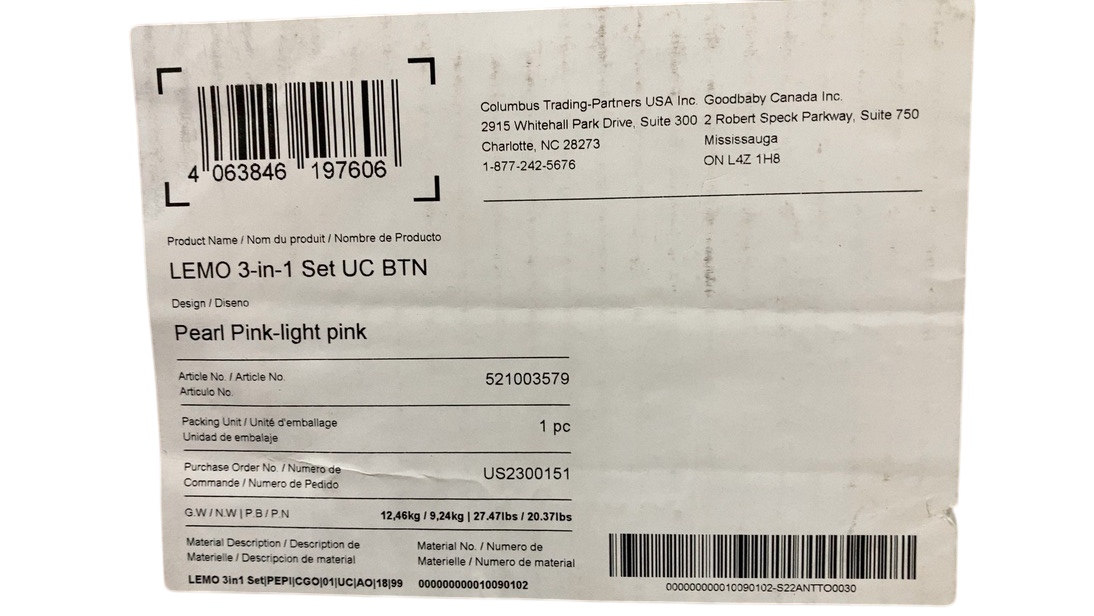 4 063846 197606
Columbus Trading-Partners USA Inc.
2915 Whitehall Park Drive, Suite 300
Charlotte, NC 28273
1-877-242-5676
Goodbaby Canada Inc.
2 Robert Speck Parkway, Suite 750
Mississauga
ON L4Z 1H8
Product Name / Nom du produit / Nombre de Producto
LEMO 3-in-1 Set UC BTN
Design / Diseno
Pearl Pink-light pink
Article No. / Article No.
Articulo No.
521003579
Packing Unit / Unité d'emballage
Unidad de embalaje
1 pc
Purchase Order No. / Numero de
Commande / Numero de Pedido
US2300151
G.W / N.W | P.B / P.N
12,46kg / 9,24kg | 27.47lbs / 20.37lbs
Material Description / Description de
Materielle / Descripcion de material
LEMO 3in1 Set|PEPI|CGO|01|UC|AO|18|99
Material No. / Numero de
Materielle / Numero de material
000000000010090102
000000000010090102-S22ANTTO0030